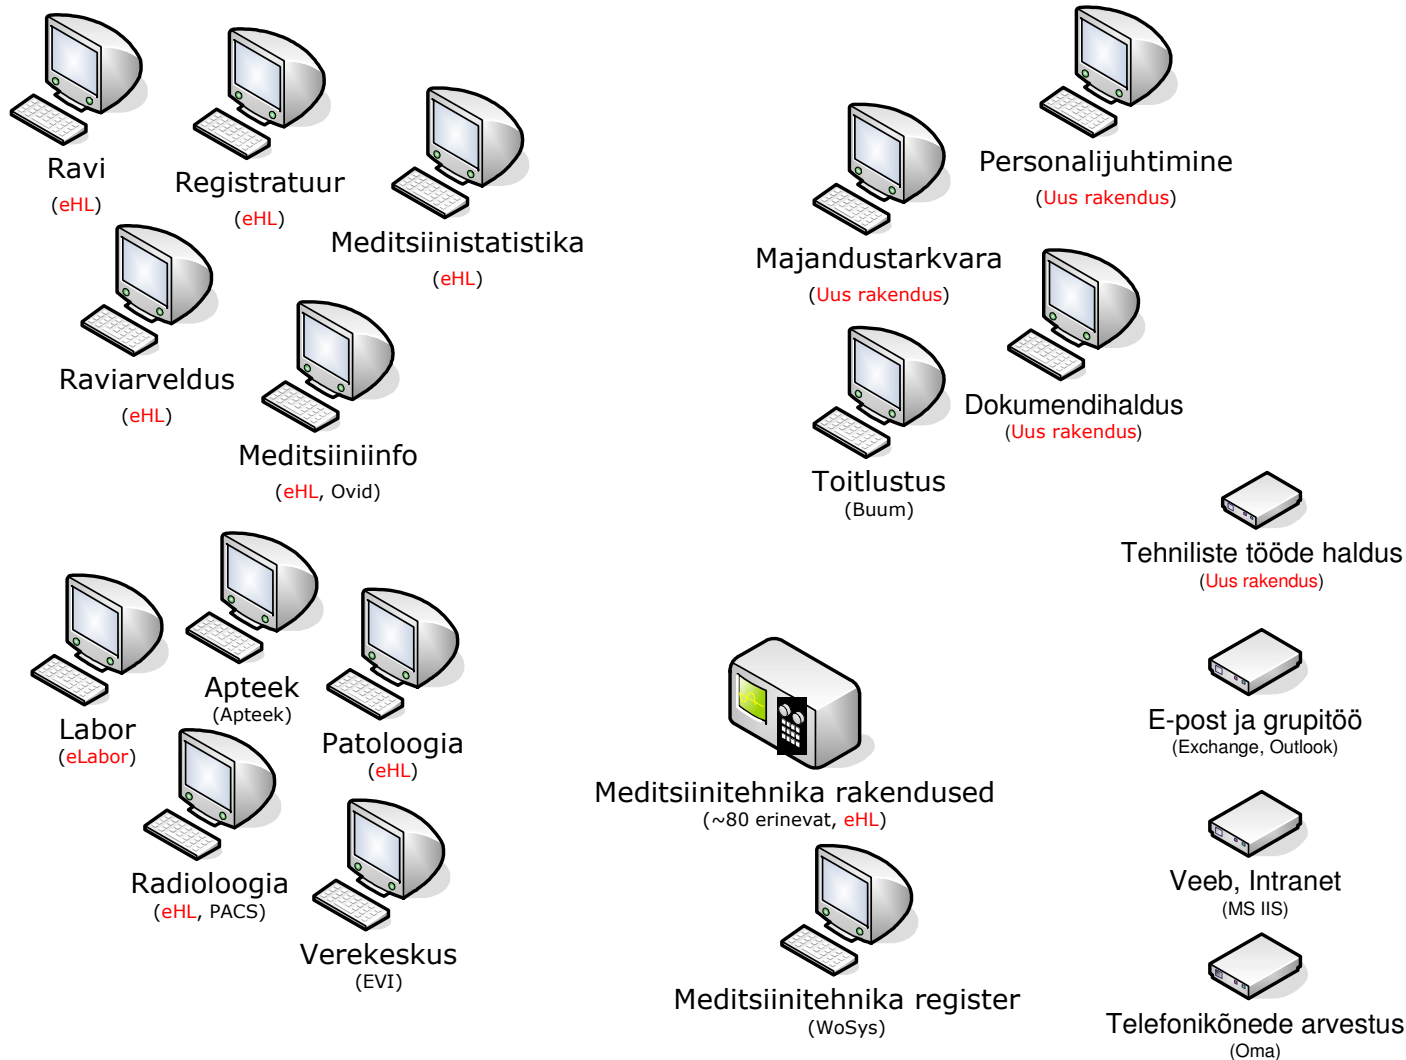 Ravi
(eHL)
Registratuur
(eHL)
Meditsiinistatistika
(eHL)
Raviarveldus
(eHL)
Meditsiiniinfo
(eHL, Ovid)
Personalijuhtimine
(Uus rakendus)
Majandustarkvara
(Uus rakendus)
Dokumendihaldus
(Uus rakendus)
Toitlustus
(Buum)
Tehniliste tööde haldus
(Uus rakendus)
Labor
(eLabor)
Apteek
(Apteek)
Patoloogia
(eHL)
Radioloogia
(eHL, PACS)
Verekeskus
(EVI)
Meditsiinitehnika rakendused
(~80 erinevat, eHL)
Meditsiinitehnika register
(WoSys)
E-post ja grupitöö
(Exchange, Outlook)
Veeb, Intranet
(MS IIS)
Telefonikõnede arvestus
(Oma)